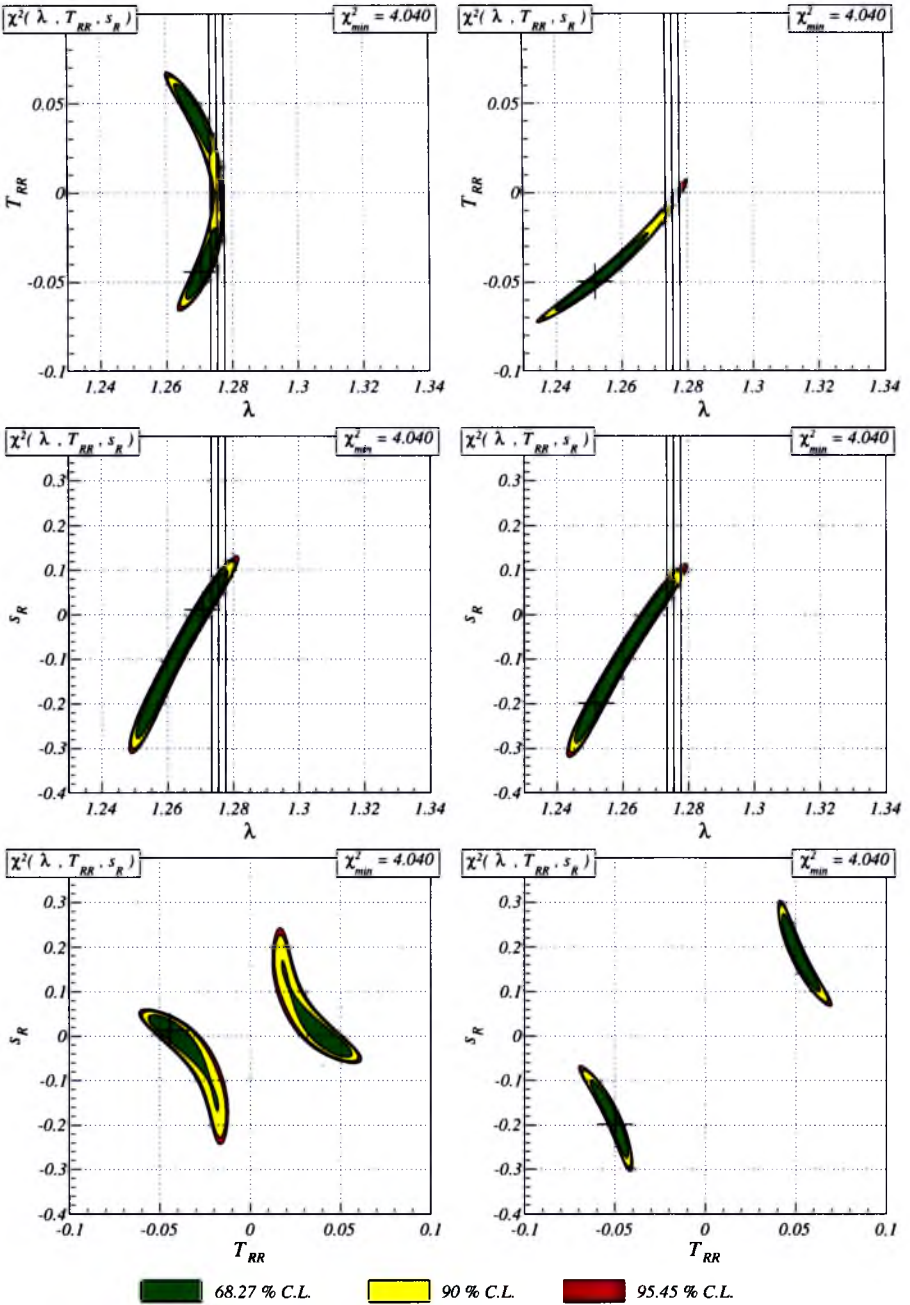 χ²( λ , T_RR , s_R )
χ²_min = 4.040
0.05
0
-0.05
-0.1
T_RR
1.24 1.26 1.28 1.3 1.32 1.34
λ
χ²( λ , T_RR , s_R )
χ²_min = 4.040
0.05
0
-0.05
-0.1
T_RR
1.24 1.26 1.28 1.3 1.32 1.34
λ
χ²( λ , T_RR , s_R )
χ²_min = 4.040
0.3
0.2
0.1
0
-0.1
-0.2
-0.3
-0.4
s_R
1.24 1.26 1.28 1.3 1.32 1.34
λ
χ²( λ , T_RR , s_R )
χ²_min = 4.040
0.3
0.2
0.1
0
-0.1
-0.2
-0.3
-0.4
s_R
1.24 1.26 1.28 1.3 1.32 1.34
λ
χ²( λ , T_RR , s_R )
χ²_min = 4.040
0.3
0.2
0.1
0
-0.1
-0.2
-0.3
-0.4
s_R
-0.1 -0.05 0 0.05 0.1
T_RR
χ²( λ , T_RR , s_R )
χ²_min = 4.040
0.3
0.2
0.1
0
-0.1
-0.2
-0.3
-0.4
s_R
-0.1 -0.05 0 0.05 0.1
T_RR
68.27 % C.L. 90 % C.L. 95.45 % C.L.